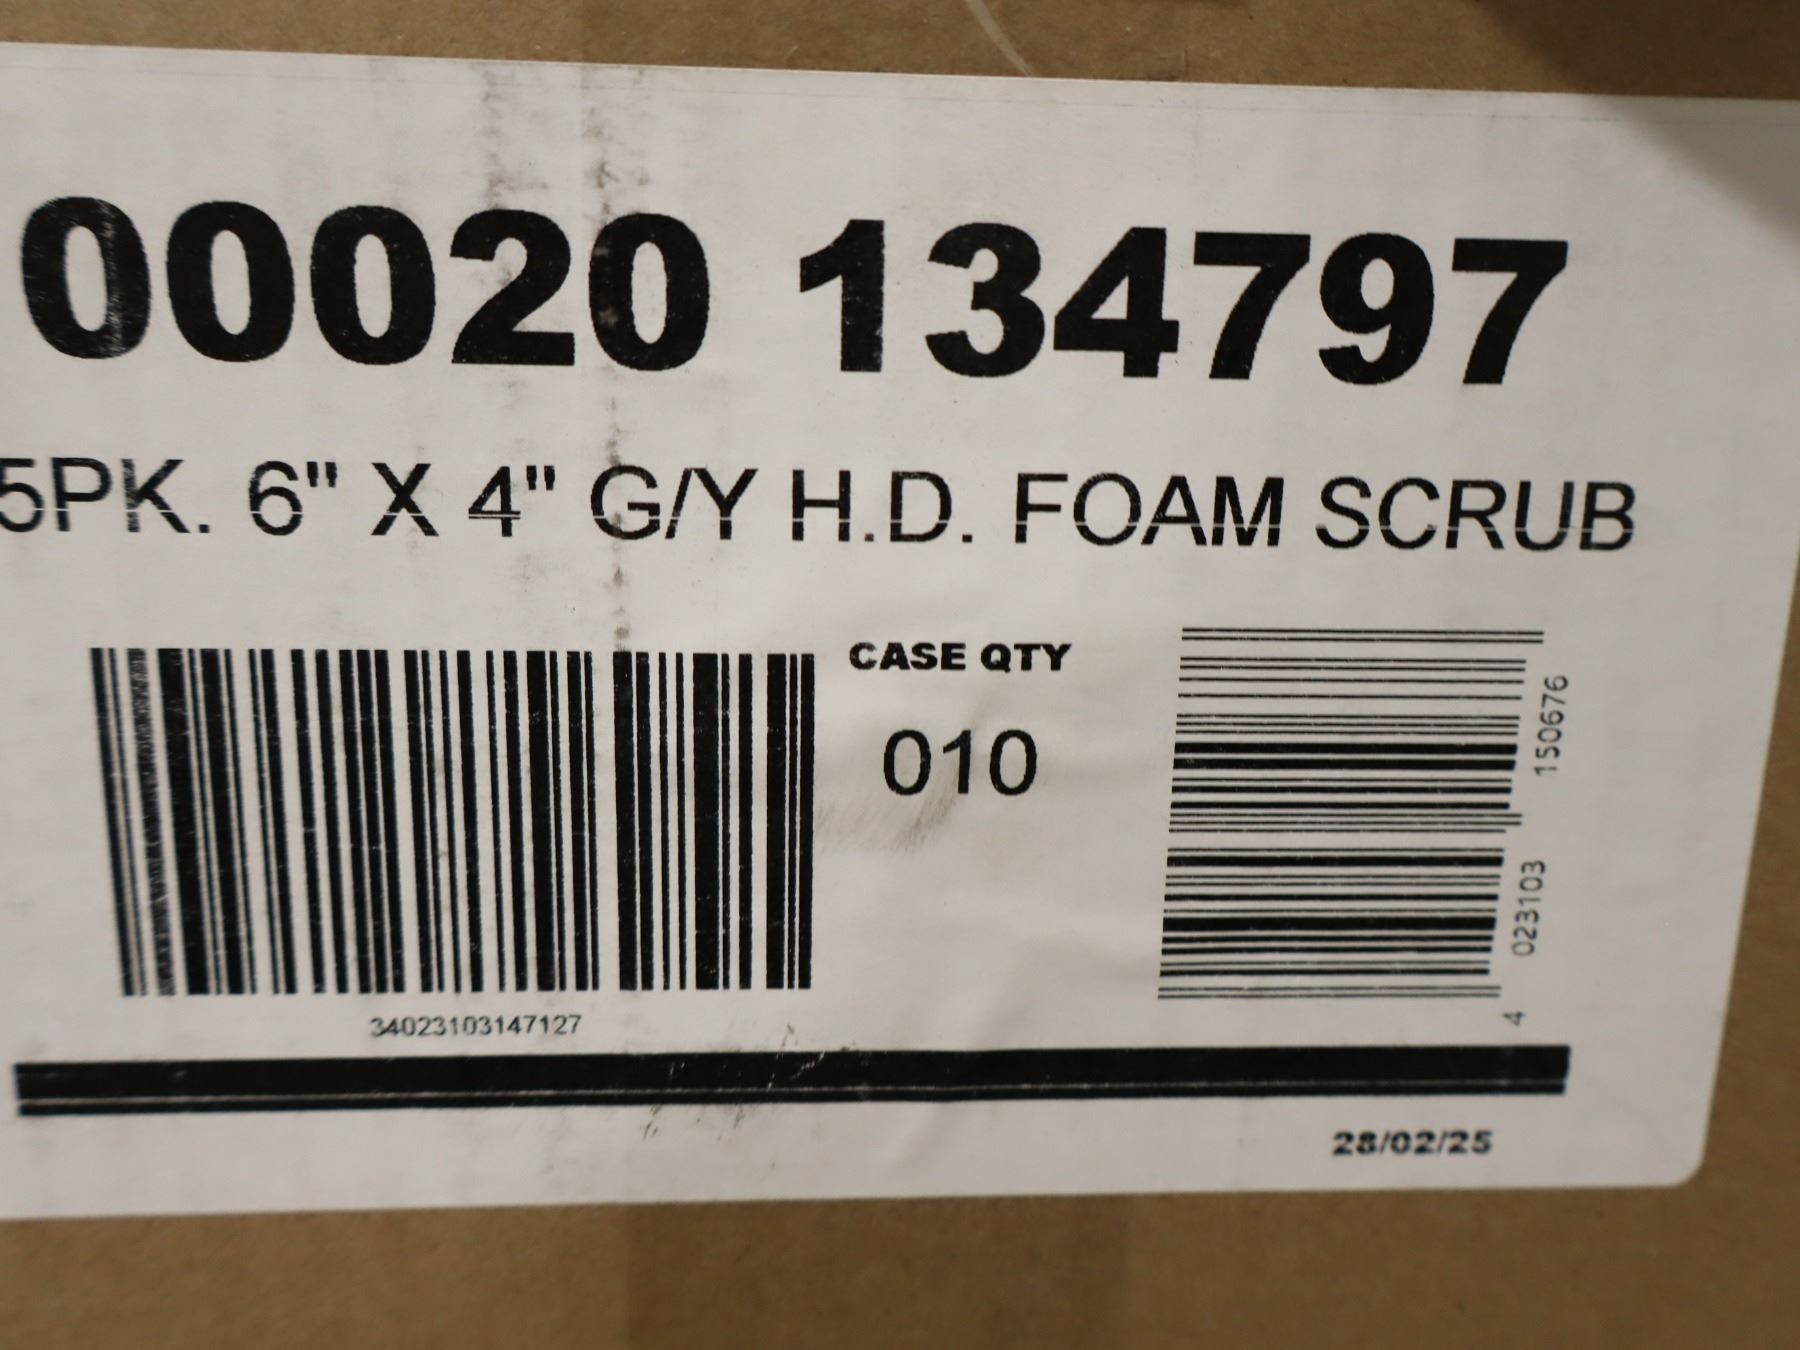 00020 134797
5PK. 6" X 4" G/Y H.D. FOAM SCRUB
CASE QTY
010
34023103147127
4 023103 150676
28/02/25